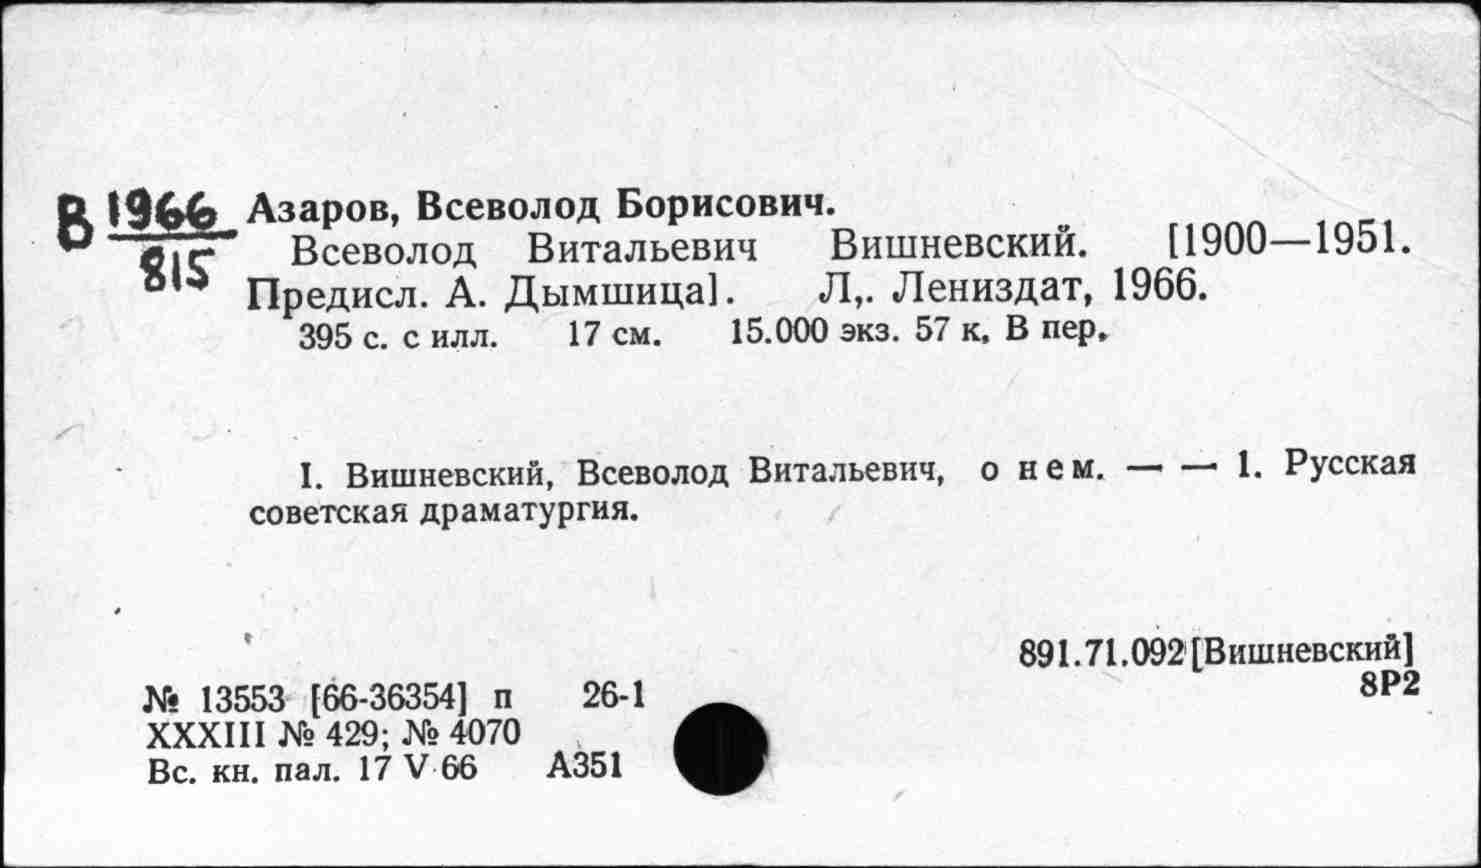 В 1966 Азаров, Всеволод Борисович.
815 Всеволод Витальевич Вишневский. [1900—1951.
Предисл. А. Дымшица]. Л,. Лениздат, 1966.
395 с. с илл. 17 см. 15.000 экз. 57 к. В пер.
I. Вишневский, Всеволод Витальевич, о нем. — — 1. Русская
советская драматургия.
891.71.092[Вишневский]
8Р2
№ 13553 [66-36354] п 26-1
XXXIII № 429; № 4070
Вс. кн. пал. 17 V 66 А351